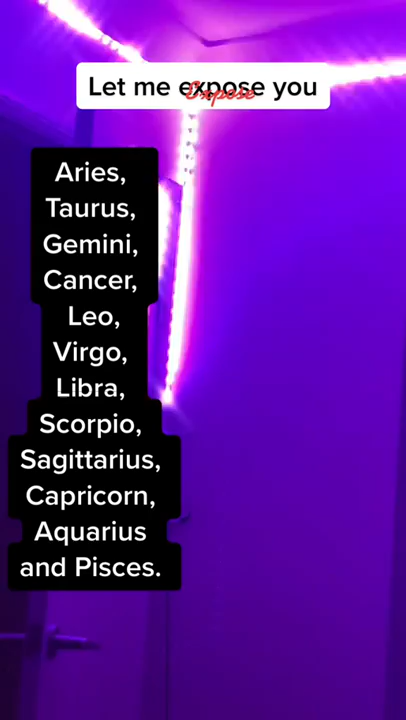 Let me expose you
Expose
Aries,
Taurus,
Gemini,
Cancer,
Leo,
Virgo,
Libra,
Scorpio,
Sagittarius,
Capricorn,
Aquarius
and Pisces.